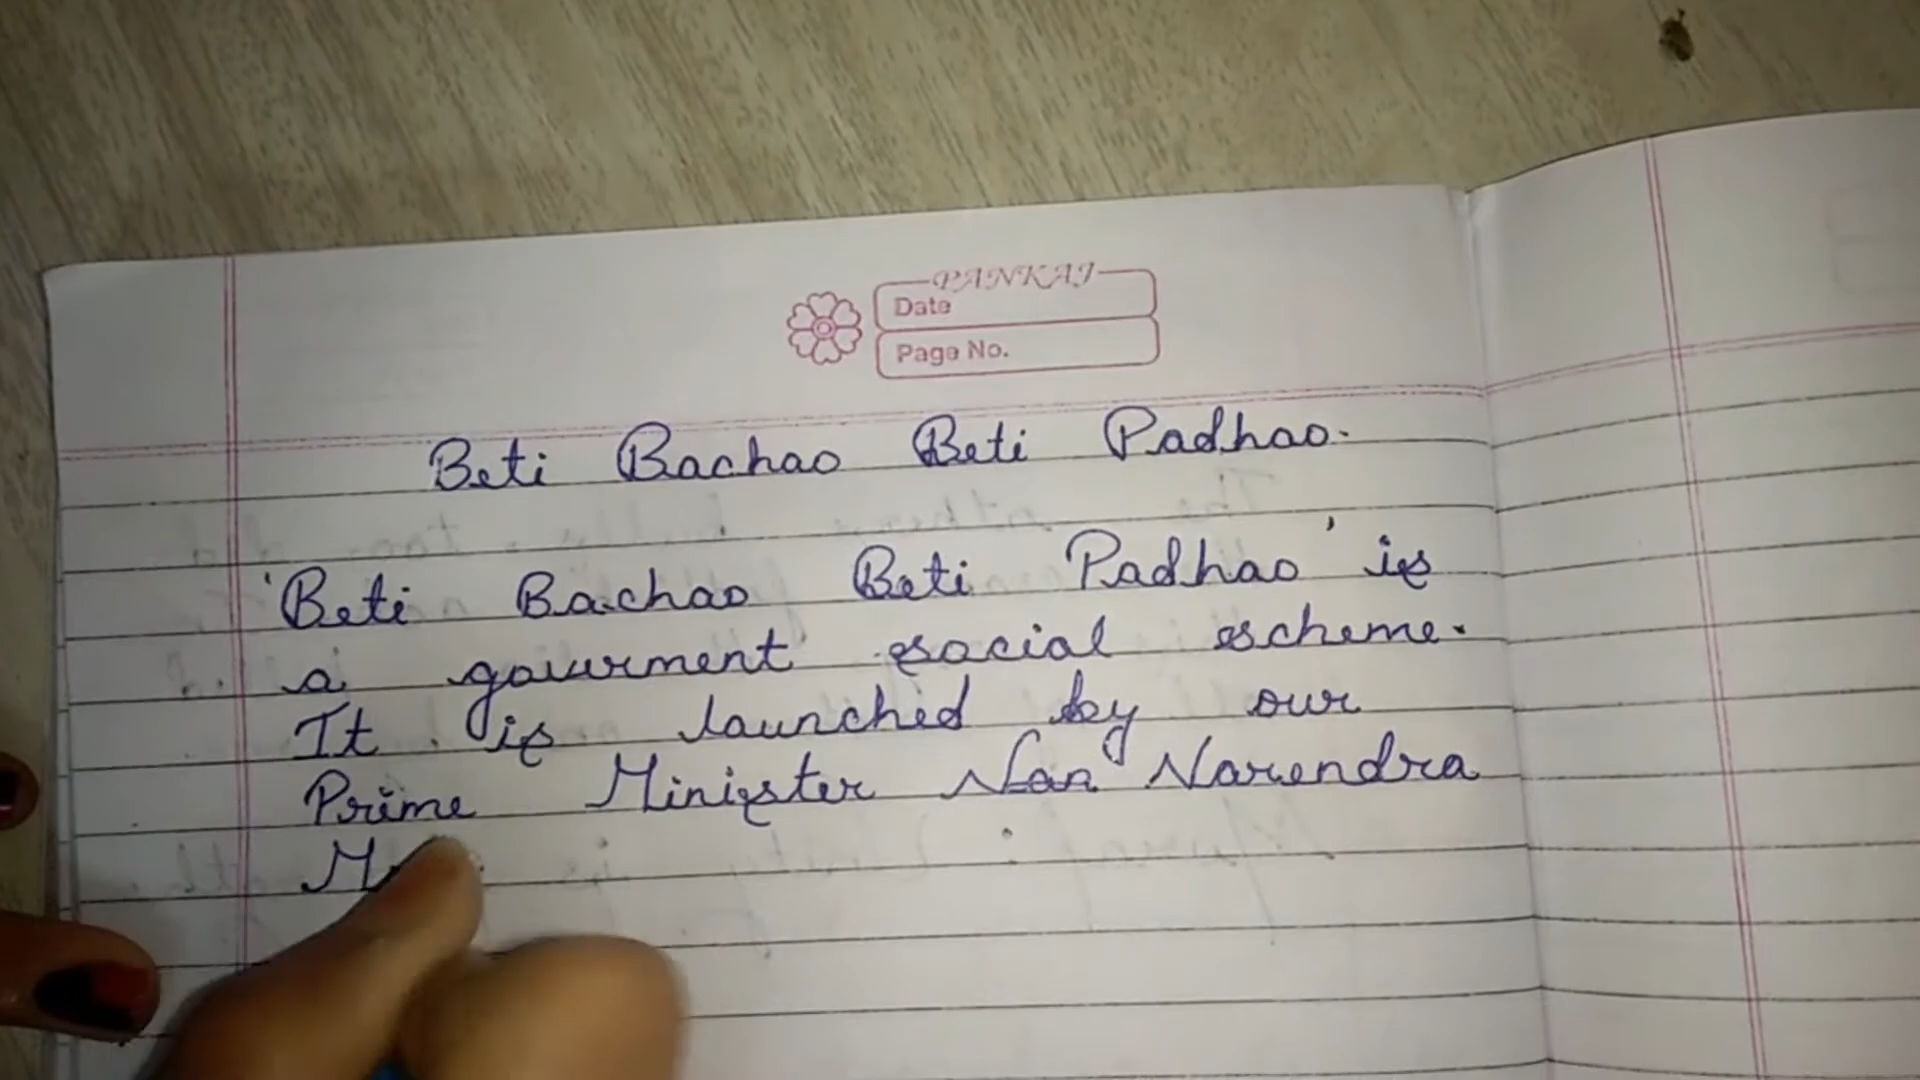 PANKAJ
Date
Page No.
Beti Bachao Beti Padhao.
'Beti Bachao Beti Padhao' is
a gouurment social scheme.
It is launched by our
Prime Minister Nar Narendra